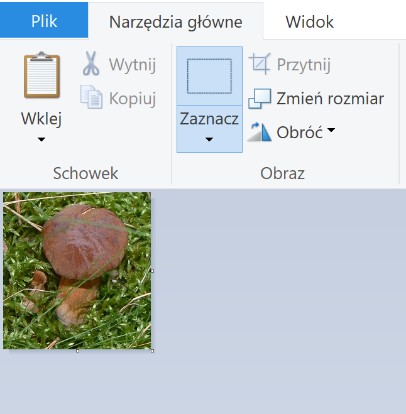 Plik Narzędzia główne Widok
Wklej
Wytnij
Kopiuj
Schowek
Zaznacz
Przytnij
Zmień rozmiar
Obróć
Obraz